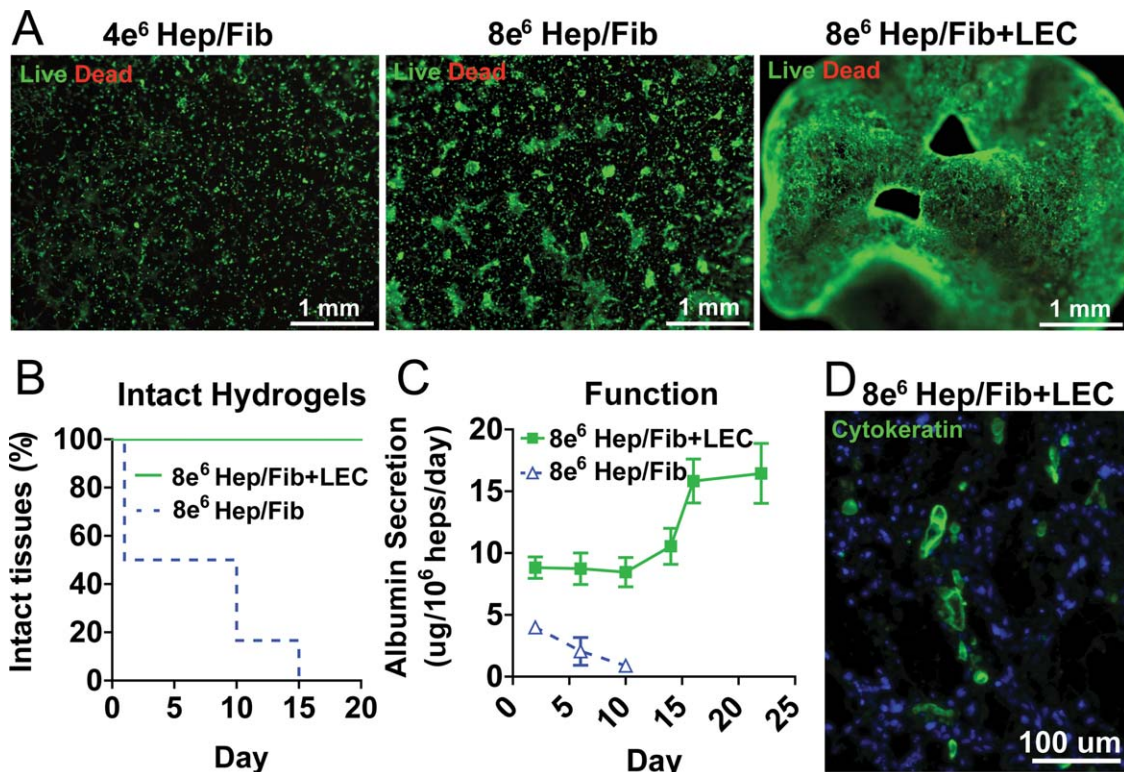 A
4e⁶ Hep/Fib
8e⁶ Hep/Fib
8e⁶ Hep/Fib+LEC
Live Dead
Live Dead
Live Dead
1 mm
1 mm
1 mm
B
Intact Hydrogels
Intact tissues (%)
100
80
60
40
20
0
8e⁶ Hep/Fib+LEC
8e⁶ Hep/Fib
0
5
10
15
20
Day
C
Function
Albumin Secretion
(ug/10⁶ heps/day)
20
15
10
5
0
8e⁶ Hep/Fib+LEC
8e⁶ Hep/Fib
0
5
10
15
20
25
Day
D
8e⁶ Hep/Fib+LEC
Cytokeratin
100 um